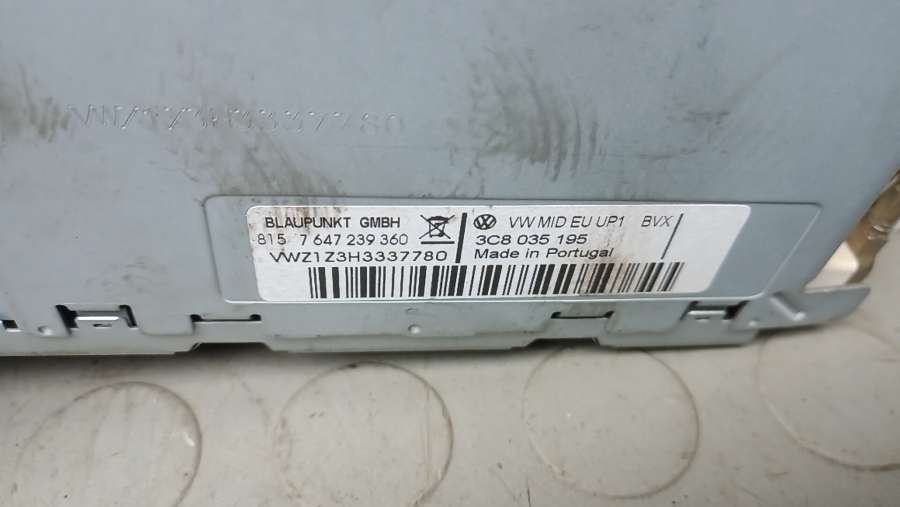 VWZ1Z3H3337780
BLAUPUNKT GMBH
815 7 647 239 360
VWZ1Z3H3337780
VW MID EU UP1 BVX
3C8 035 195
Made in Portugal